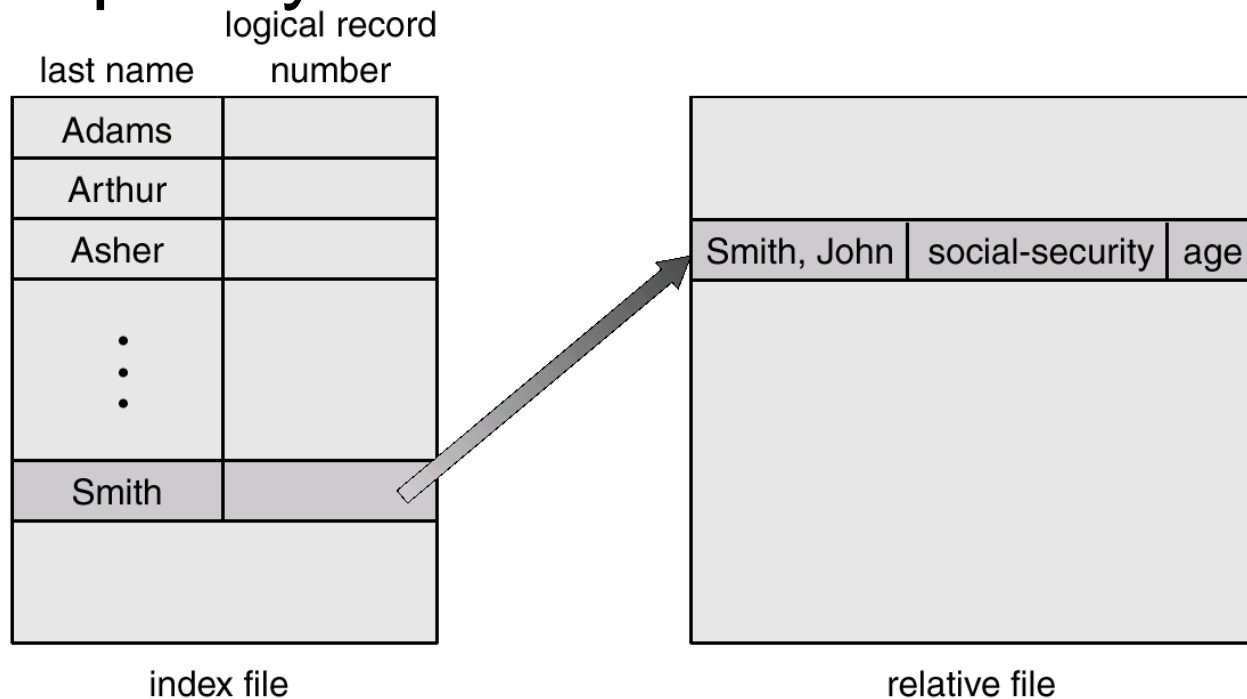 logical record
last name number
Adams
Arthur
Asher
Smith
Smith, John social-security age
index file relative file